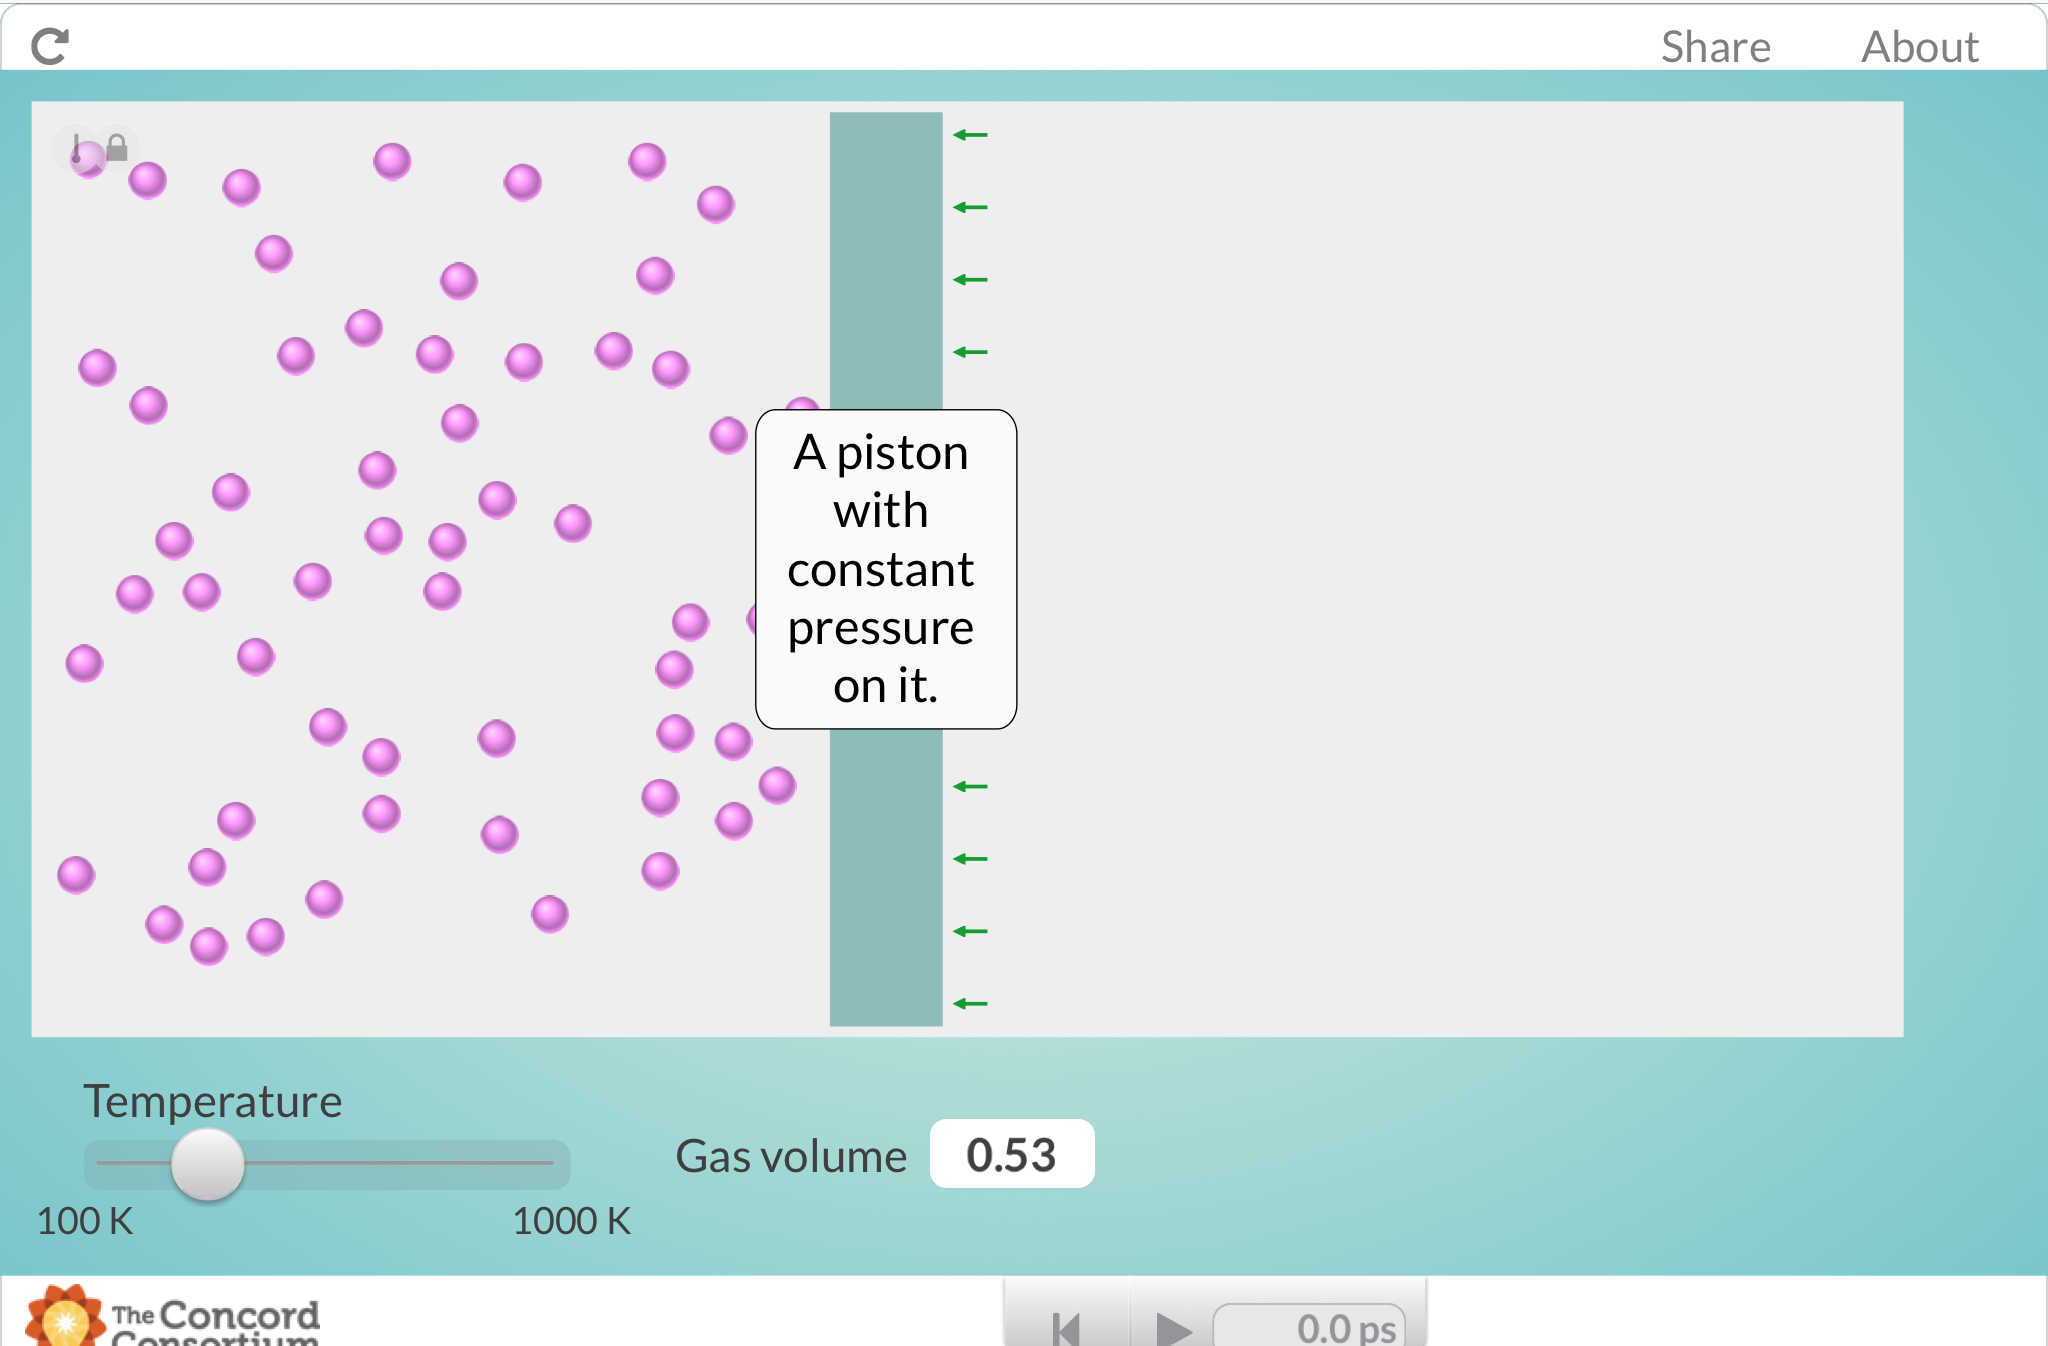 Share About
A piston
with
constant
pressure
on it.
Temperature
Gas volume 0.53
100 K 1000 K
The Concord
Consortium
0.0 ps